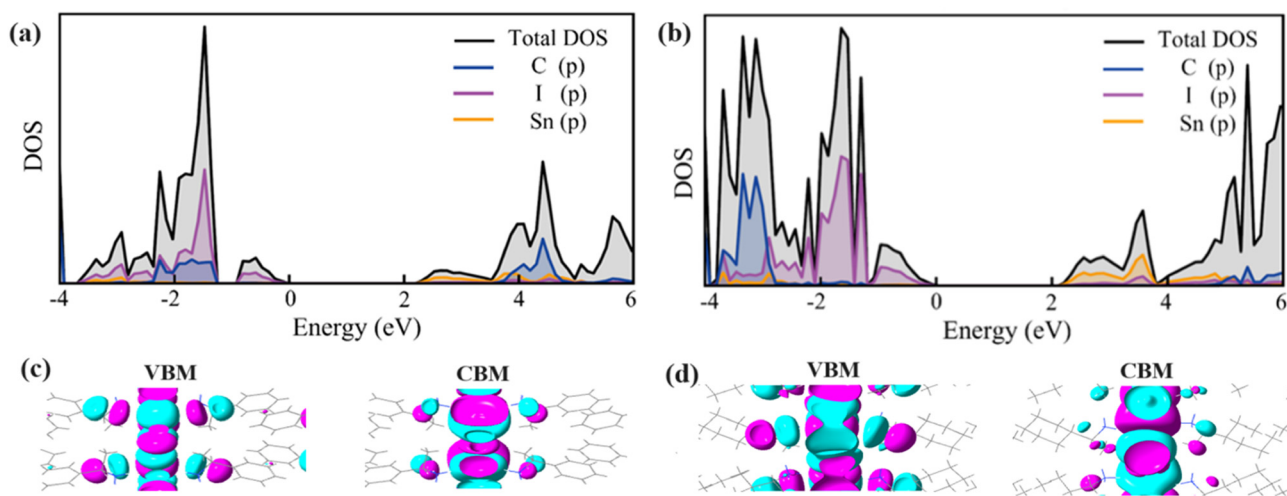 (a)
Total DOS
C (p)
I (p)
Sn (p)
DOS
-4 -2 0 2 4 6
Energy (eV)
(b)
Total DOS
C (p)
I (p)
Sn (p)
DOS
-4 -2 0 2 4 6
Energy (eV)
(c)
VBM CBM
(d)
VBM CBM